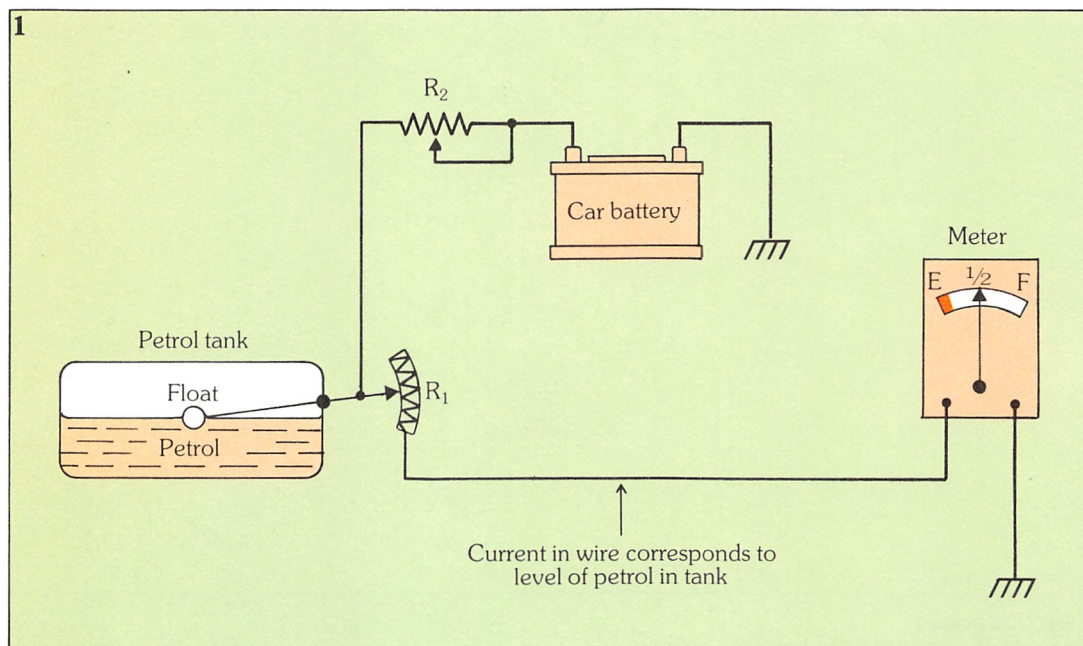 1
R2
Car battery
Meter
E 1/2 F
Petrol tank
Float
R1
Petrol
Current in wire corresponds to
level of petrol in tank